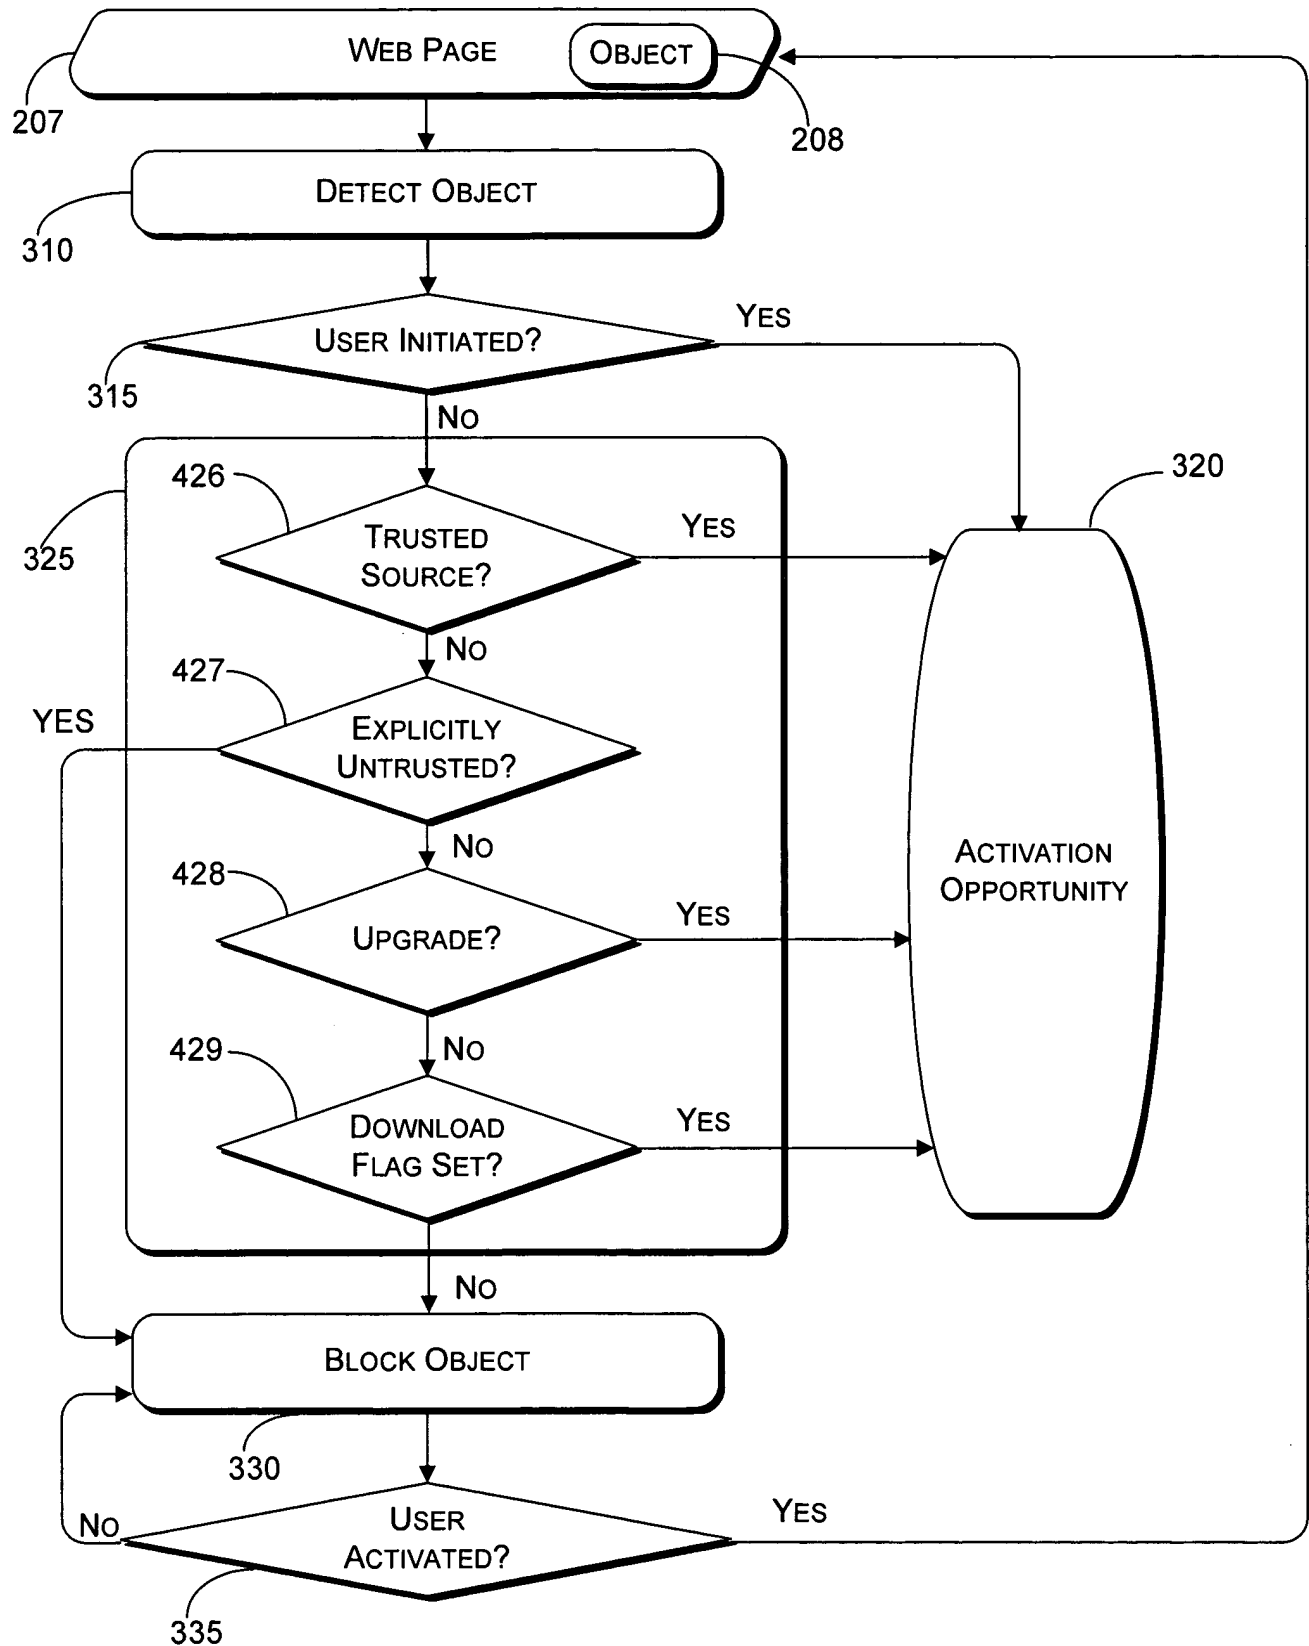 WEB PAGE
OBJECT
207
208
DETECT OBJECT
310
YES
USER INITIATED?
315
NO
426
320
YES
TRUSTED
SOURCE?
325
NO
427
YES
EXPLICITLY
UNTRUSTED?
NO
ACTIVATION
OPPORTUNITY
428
YES
UPGRADE?
NO
429
YES
DOWNLOAD
FLAG SET?
NO
BLOCK OBJECT
330
YES
NO
USER
ACTIVATED?
335